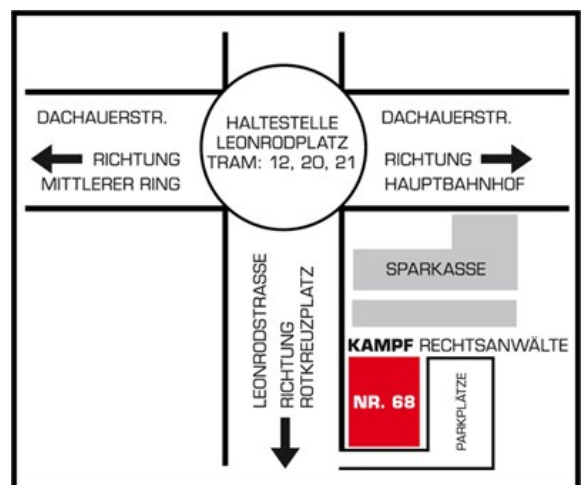 DACHAUERSTR.
RICHTUNG
MITTLERER RING
HALTESTELLE
LEONRODPLATZ
TRAM: 12, 20, 21
DACHAUERSTR.
RICHTUNG
HAUPTBAHNHOF
SPARKASSE
LEONRODSTRASSE
RICHTUNG
ROTKREUZPLATZ
KAMPF RECHTSANWÄLTE
NR. 68
PARKPLÄTZE